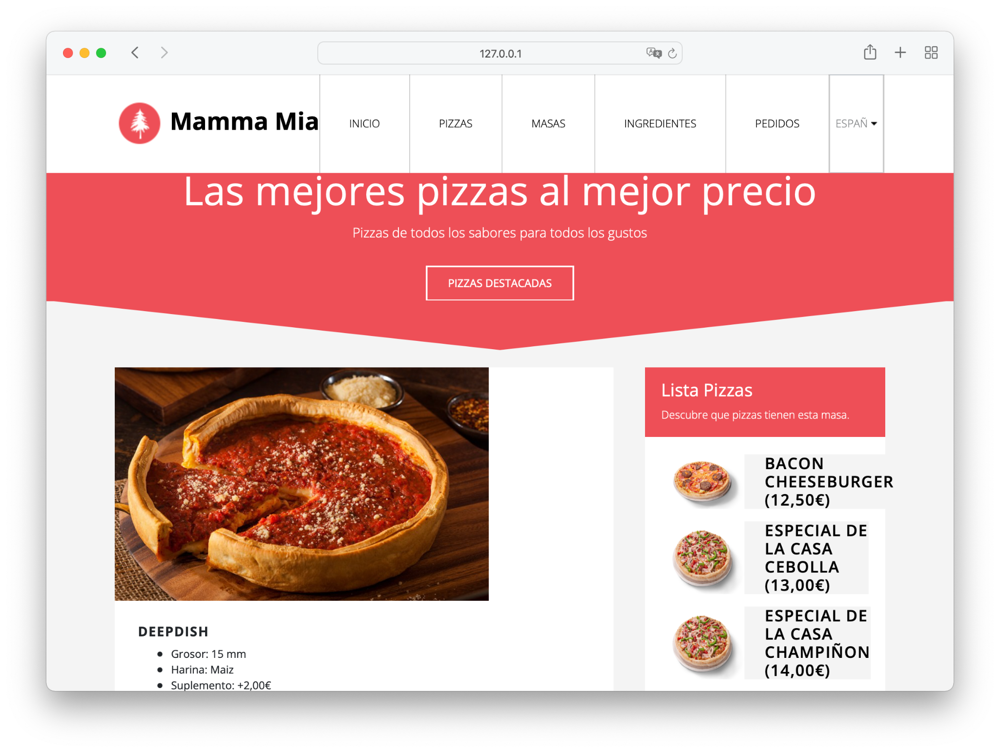 127.0.0.1
Mamma Mia
INICIO
PIZZAS
MASAS
INGREDIENTES
PEDIDOS
ESPAÑ
Las mejores pizzas al mejor precio
Pizzas de todos los sabores para todos los gustos
PIZZAS DESTACADAS
DEEPDISH
Grosor: 15 mm
Harina: Maiz
Suplemento: +2,00€
Lista Pizzas
Descubre que pizzas tienen esta masa.
BACON
CHEESEBURGER
(12,50€)
ESPECIAL DE
LA CASA
CEBOLLA
(13,00€)
ESPECIAL DE
LA CASA
CHAMPIÑON
(14,00€)